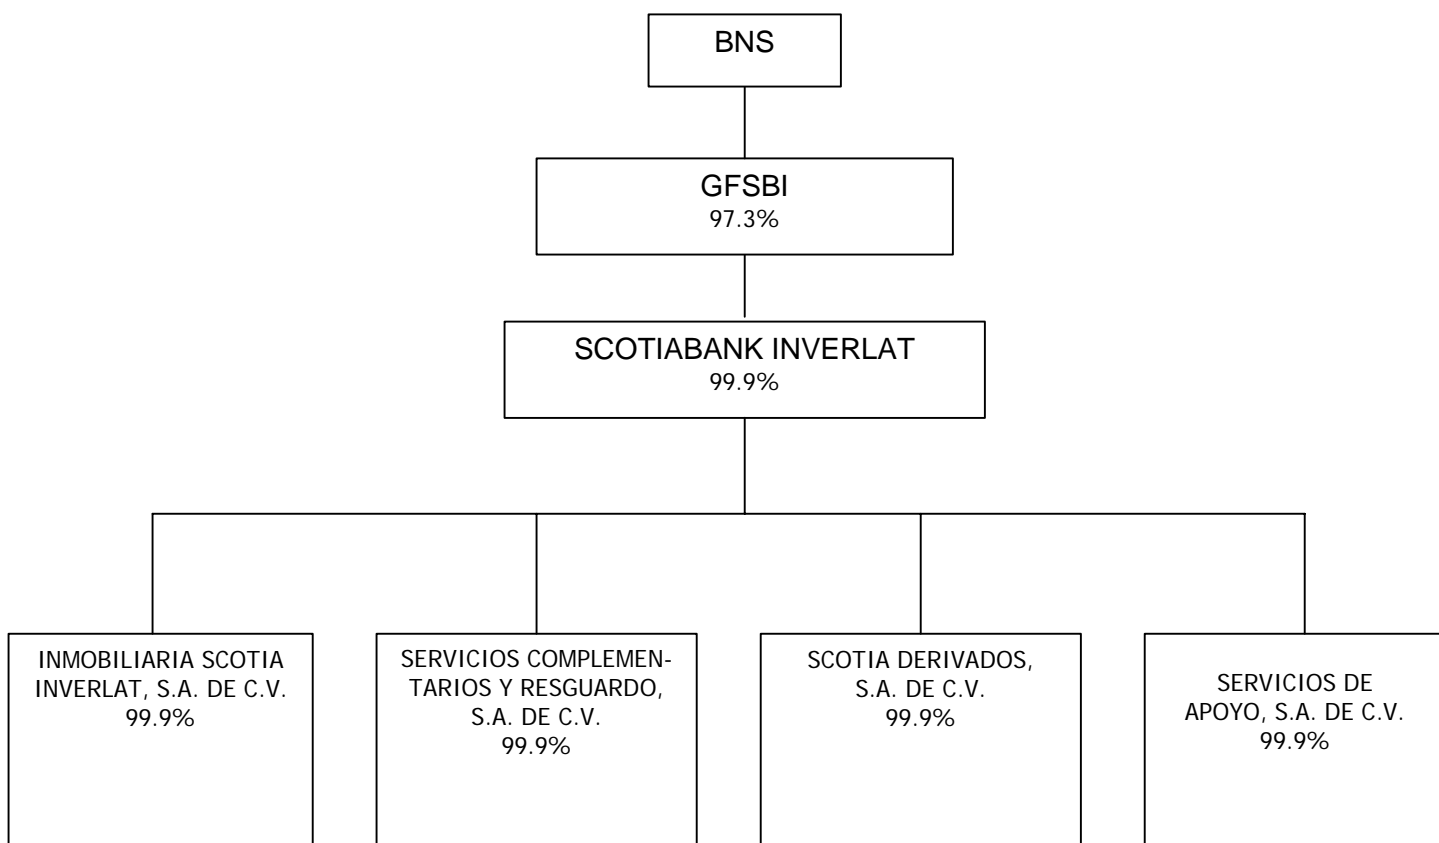 BNS
GFSBI
97.3%
SCOTIABANK INVERLAT
99.9%
INMOBILIARIA SCOTIA
INVERLAT, S.A. DE C.V.
99.9%
SERVICIOS COMPLEMEN-
TARIOS Y RESGUARDO,
S.A. DE C.V.
99.9%
SCOTIA DERIVADOS,
S.A. DE C.V.
99.9%
SERVICIOS DE
APOYO, S.A. DE C.V.
99.9%